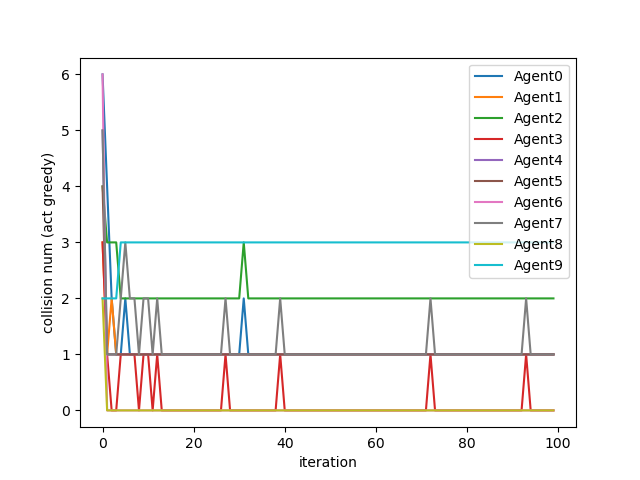 6
5
4
3
2
1
0
collision num (act greedy)
Agent0
Agent1
Agent2
Agent3
Agent4
Agent5
Agent6
Agent7
Agent8
Agent9
0 20 40 60 80 100
iteration